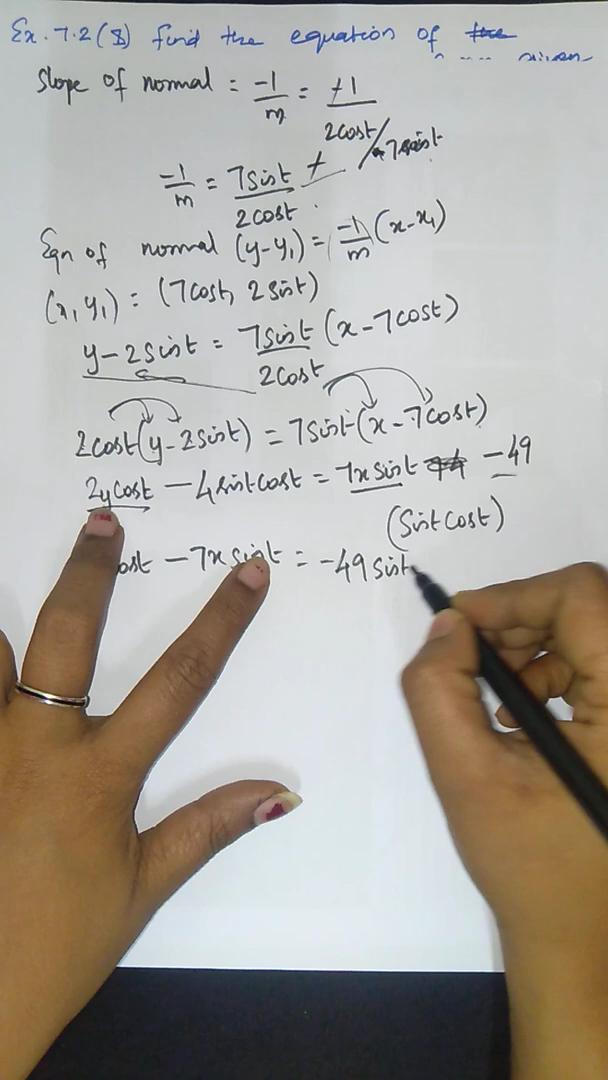 Ex. 7.2(8) find the equation of the
Slope of normal = -1/m = +1/(2cost/-7sint)
-1/m = 7sint/2cost
Eqn of normal (y-y₁) = -1/m (x-x₁)
(x₁ y₁) = (7cost, 2sint)
y-2sint = 7sint/2cost (x-7cost)
2cost(y-2sint) = 7sint(x-7cost)
2ycost - 4sintcost = 7xsint -49
(sintcost)
ost - 7xsint = -49sint